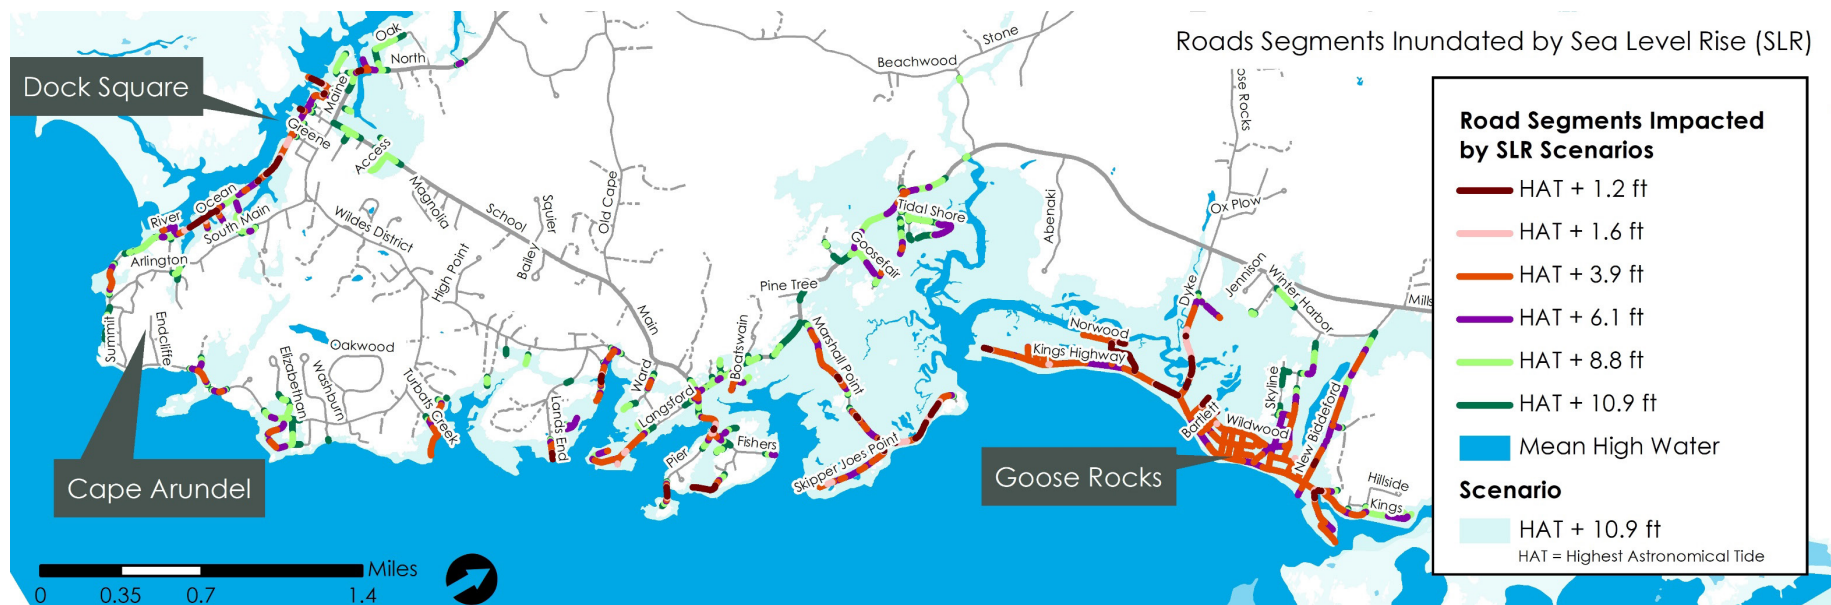 Roads Segments Inundated by Sea Level Rise (SLR)
Oak
North
Stone
Beachwood
Dock Square
Maine
Greene
Access
ose Rocks
Magnolia
School
Squier
Old Cape
Bailey
Abenaki
Ox Plow
Tidal Shore
Goosefair
River
Ocean
South Main
Wildes District
Arlington
High Point
Main
Pine Tree
Dyke
Jennison
Winter Harbor
Mills
Summit
Endcliffe
Elizabethan
Oakwood
Washburn
Turbats Creek
Lands End
Ward
Langsford
Boatswain
Marshall Point
Norwood
Kings Highway
Skyline
Bartlett
Wildwood
New Biddeford
Pier
Fishers
Skipper Joes Point
Hillside
Kings
Cape Arundel
Goose Rocks
Road Segments Impacted
by SLR Scenarios
HAT + 1.2 ft
HAT + 1.6 ft
HAT + 3.9 ft
HAT + 6.1 ft
HAT + 8.8 ft
HAT + 10.9 ft
Mean High Water
Scenario
HAT + 10.9 ft
HAT = Highest Astronomical Tide
Miles
0 0.35 0.7 1.4